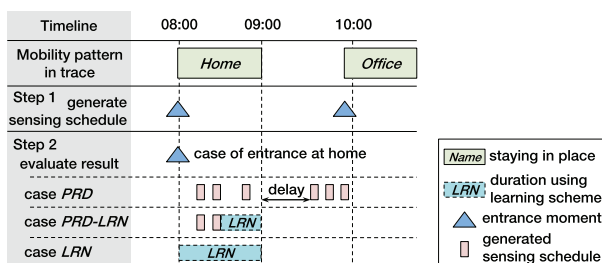 Timeline 08:00 09:00 10:00
Mobility pattern
in trace
Home Office
Step 1 generate
sensing schedule
Step 2
evaluate result
case of entrance at home
case PRD delay
case PRD-LRN LRN
case LRN LRN
Name staying in place
LRN duration using
learning scheme
entrance moment
generated
sensing schedule